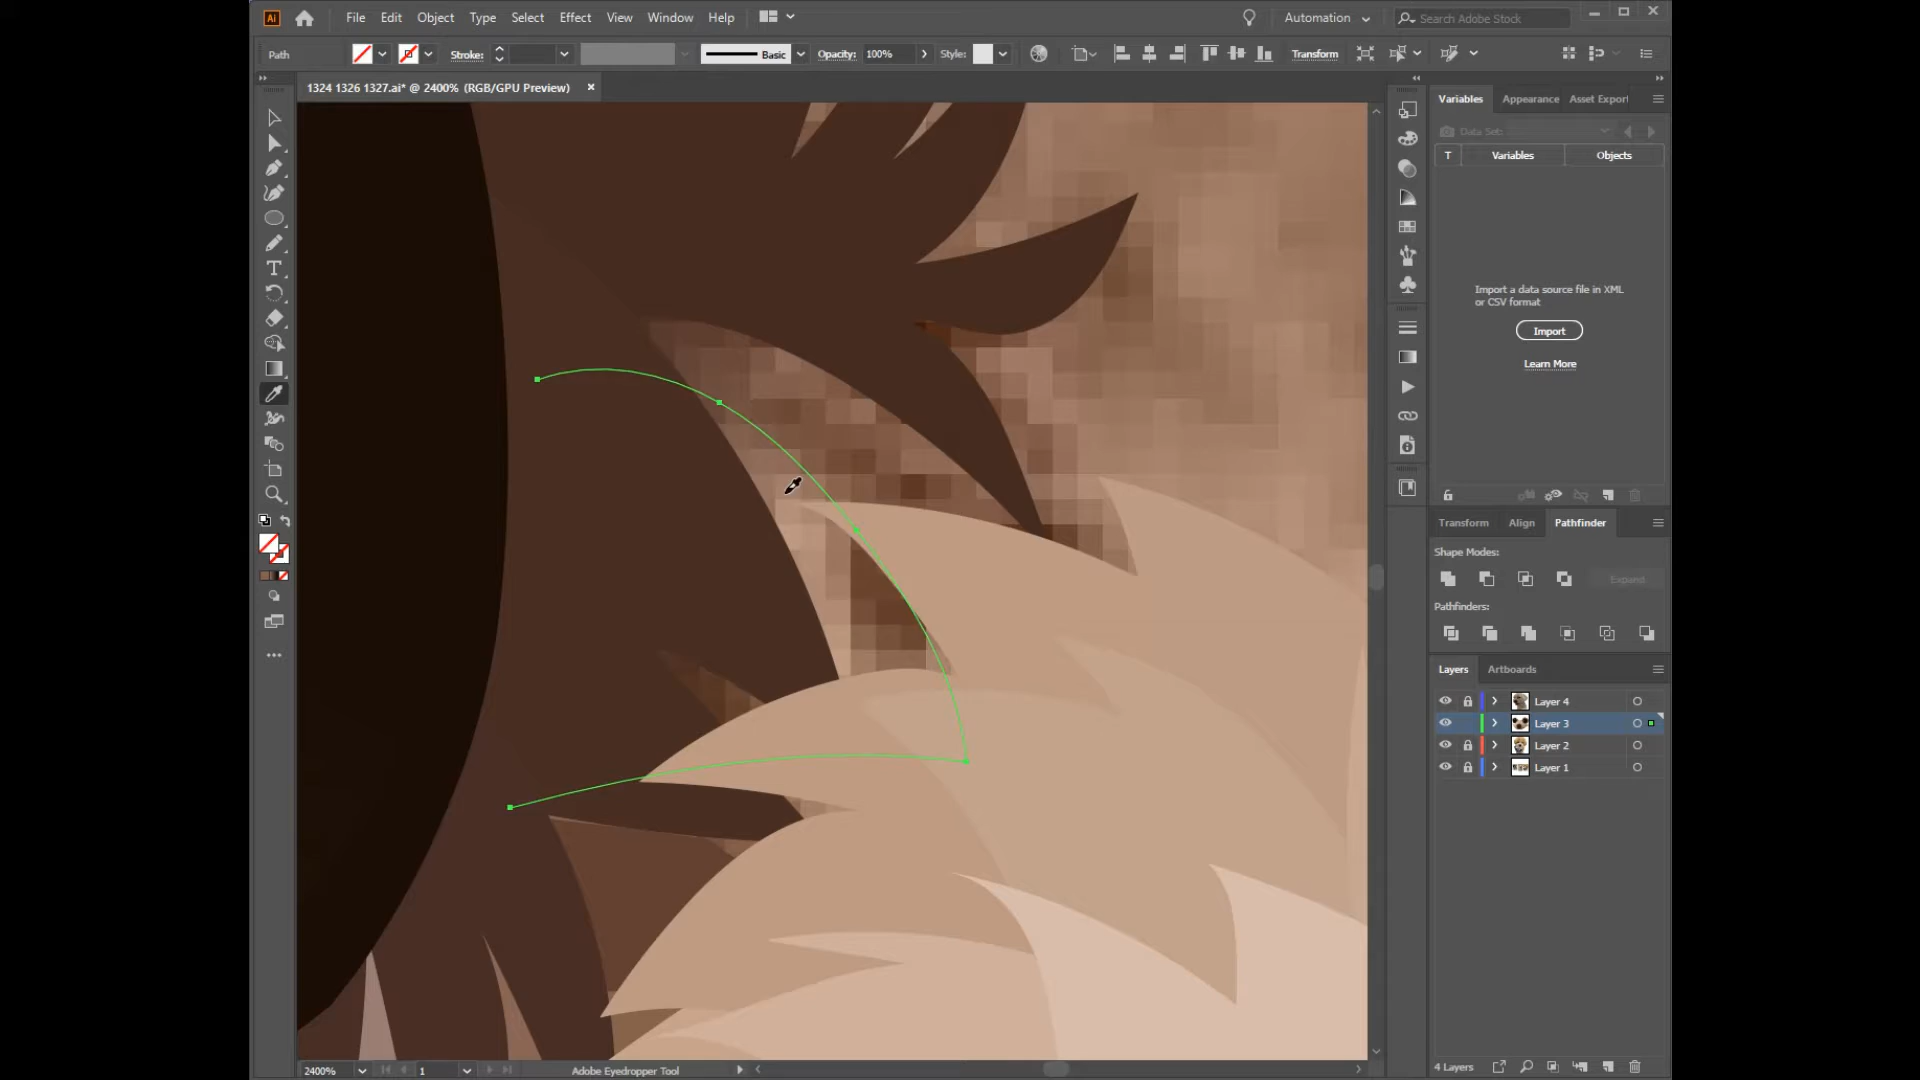 Ai File Edit Object Type Select Effect View Window Help Automation Search Adobe Stock
Path Stroke: Basic Opacity: 100% Style: Transform
1324 1326 1327.ai* @ 2400% (RGB/GPU Preview)
Variables Appearance Asset Export
Data Set:
T Variables Objects
Import a data source file in XML
or CSV format
Import
Learn More
Transform Align Pathfinder
Shape Modes:
Expand
Pathfinders:
Layers Artboards
Layer 4
Layer 3
Layer 2
Layer 1
4 Layers
2400% 1 Adobe Eyedropper Tool